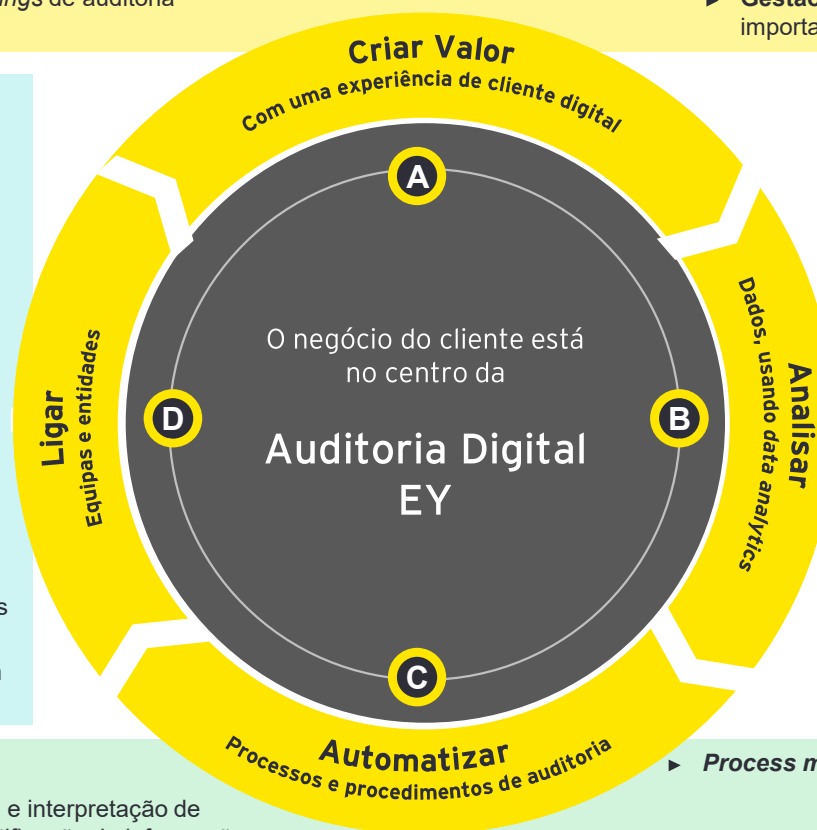 de auditoria
importa
Criar Valor
Com uma experiência de cliente digital
A
Analisar
Dados, usando data analytics
B
O negócio do cliente está
no centro da
Auditoria Digital
EY
Ligar
Equipas e entidades
D
C
Automatizar
Processos e procedimentos de auditoria
► Process m
e interpretação de